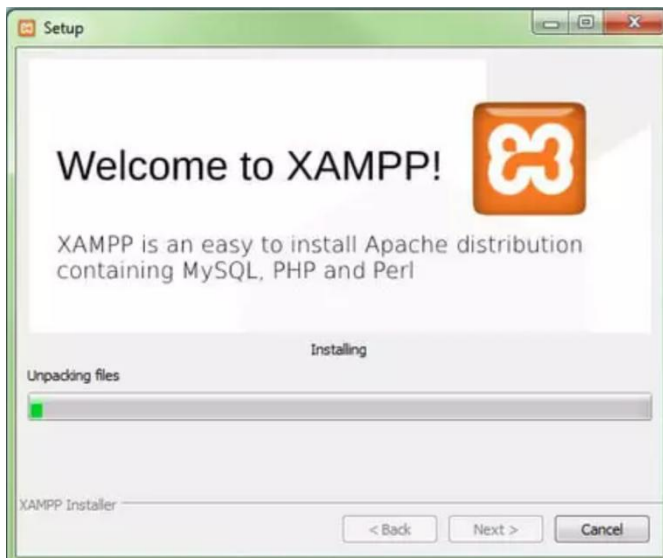 Setup
Welcome to XAMPP!
XAMPP is an easy to install Apache distribution
containing MySQL, PHP and Perl
Installing
Unpacking files
XAMPP Installer
< Back
Next >
Cancel